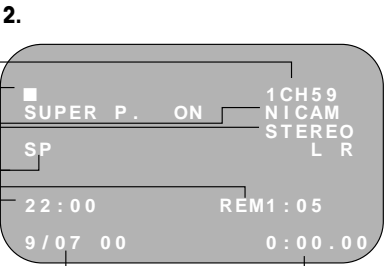 2.
1CH59
SUPER P. ON NICAM
STEREO
SP L R
22:00 REM1:05
9/07 00 0:00.00